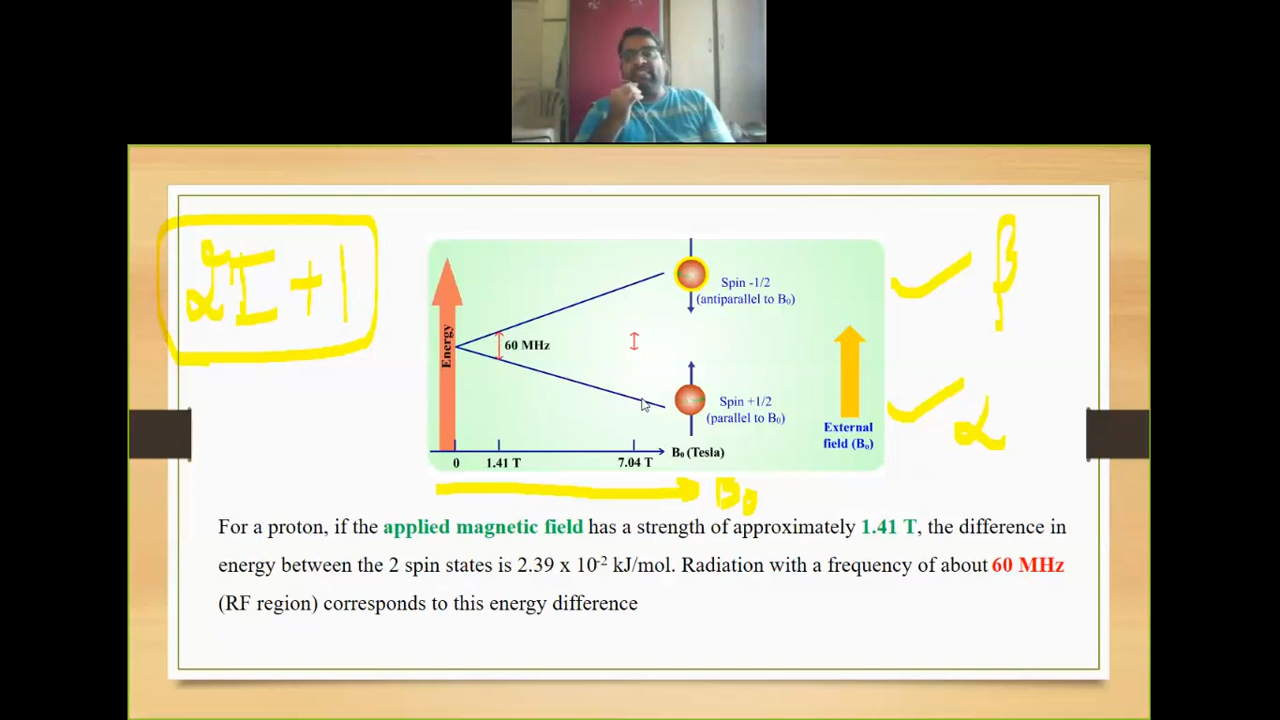 2I+1
β
Spin -1/2
(antiparallel to B₀)
Energy
60 MHz
Spin +1/2
(parallel to B₀)
α
External
field (B₀)
B₀ (Tesla)
0 1.41 T 7.04 T
B₀
For a proton, if the applied magnetic field has a strength of approximately 1.41 T, the difference in
energy between the 2 spin states is 2.39 x 10⁻² kJ/mol. Radiation with a frequency of about 60 MHz
(RF region) corresponds to this energy difference